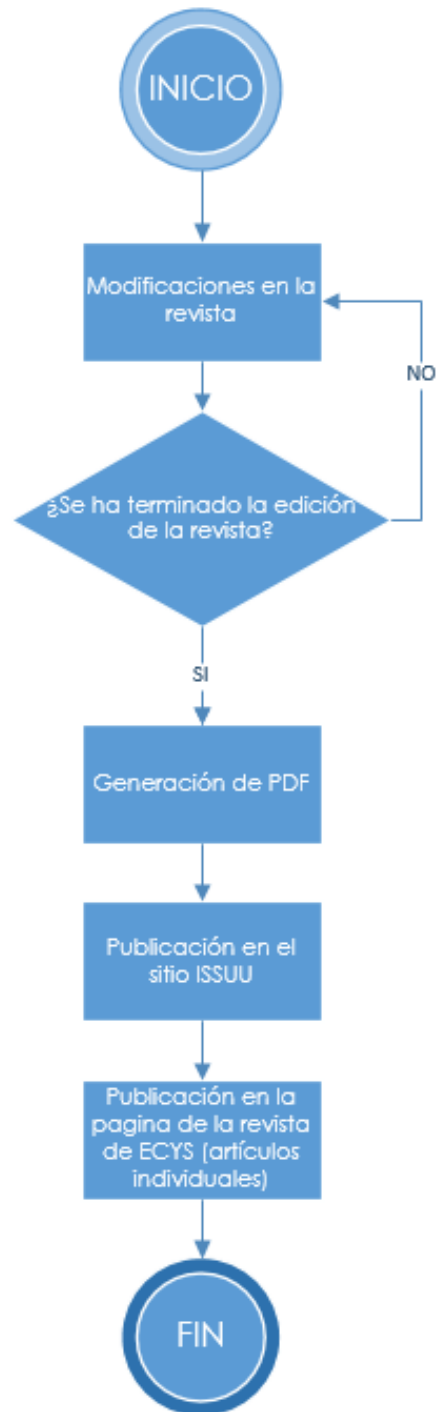 INICIO
Modificaciones en la
revista
NO
¿Se ha terminado la edición
de la revista?
SI
Generación de PDF
Publicación en el
sitio ISSUU
Publicación en la
pagina de la revista
de ECYS (artículos
individuales)
FIN